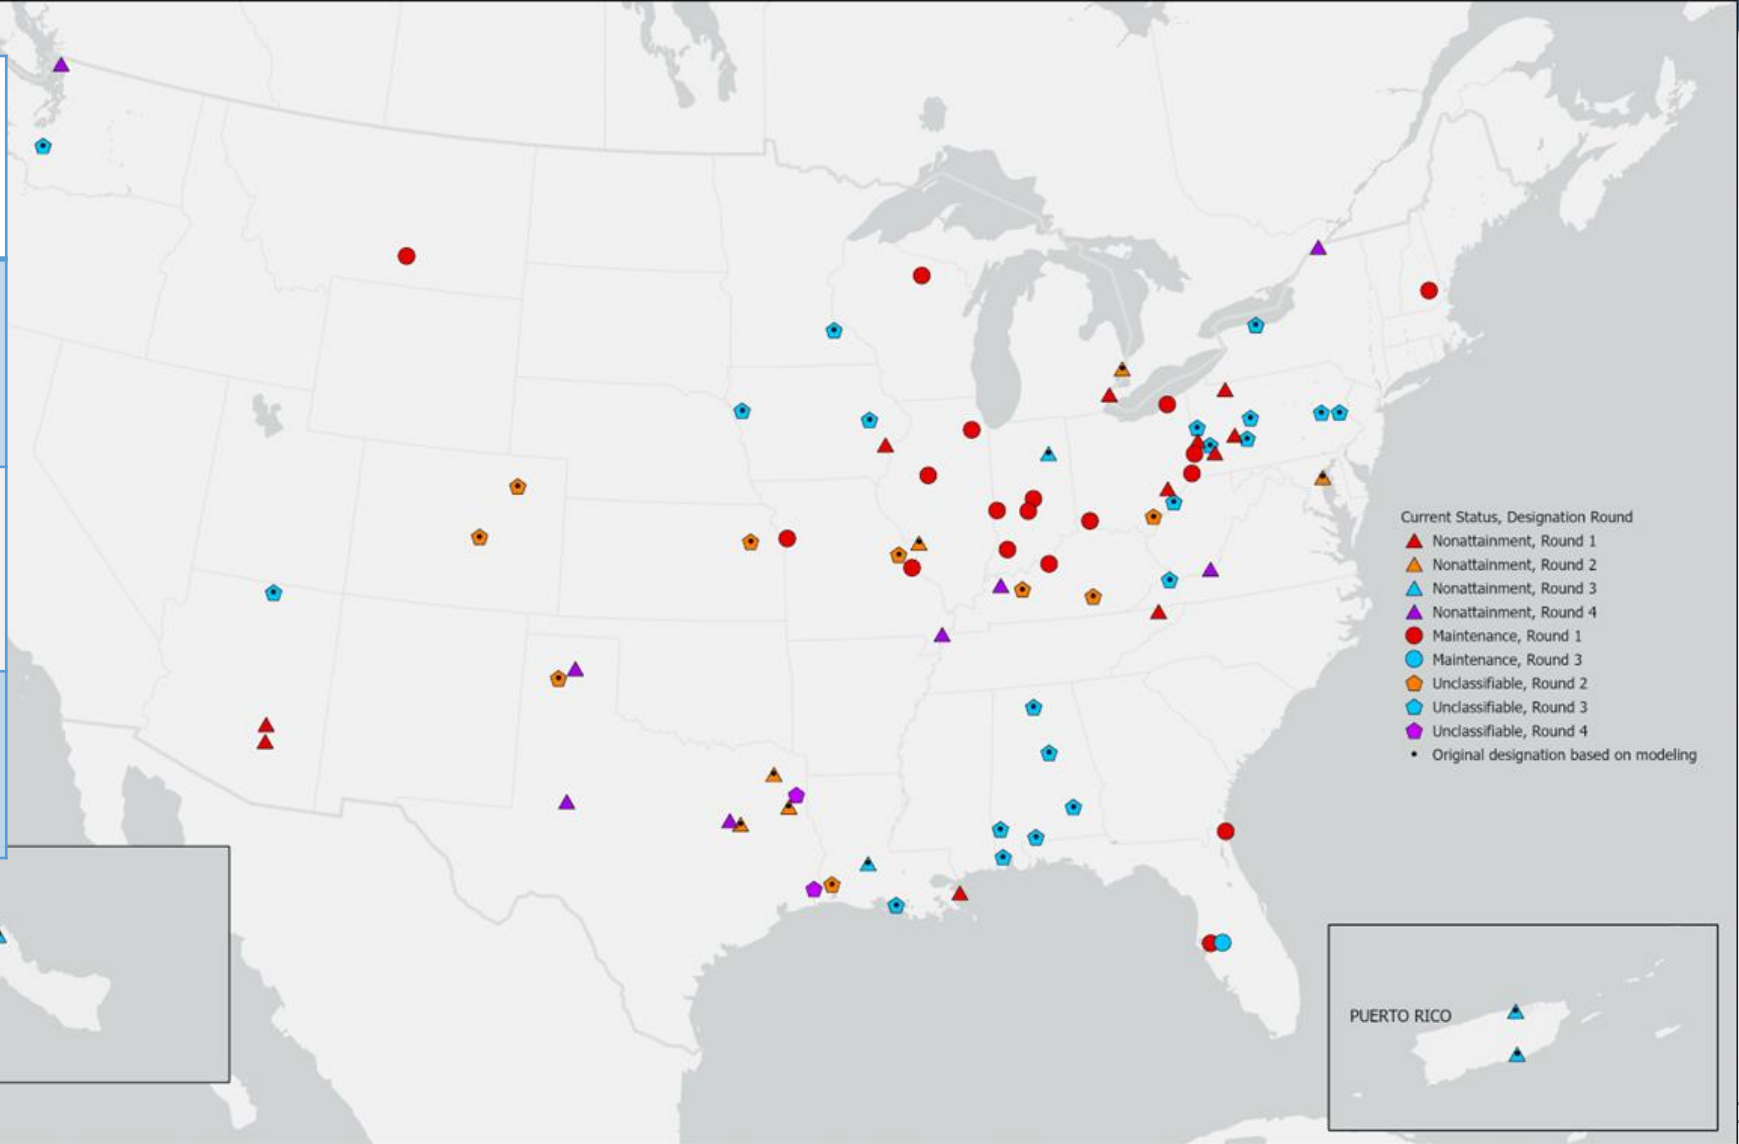 Current Status, Designation Round
Nonattainment, Round 1
Nonattainment, Round 2
Nonattainment, Round 3
Nonattainment, Round 4
Maintenance, Round 1
Maintenance, Round 3
Unclassifiable, Round 2
Unclassifiable, Round 3
Unclassifiable, Round 4
Original designation based on modeling
PUERTO RICO